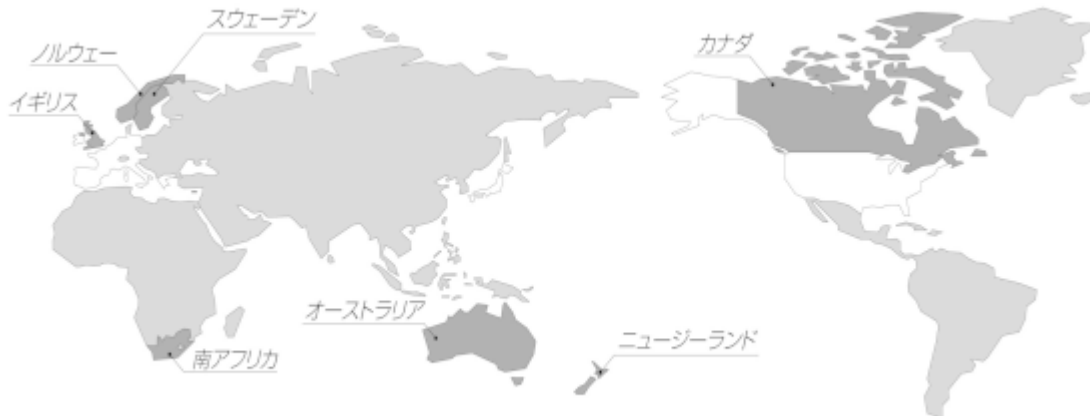 スウェーデン
ノルウェー
カナダ
イギリス
オーストラリア
ニュージーランド
南アフリカ